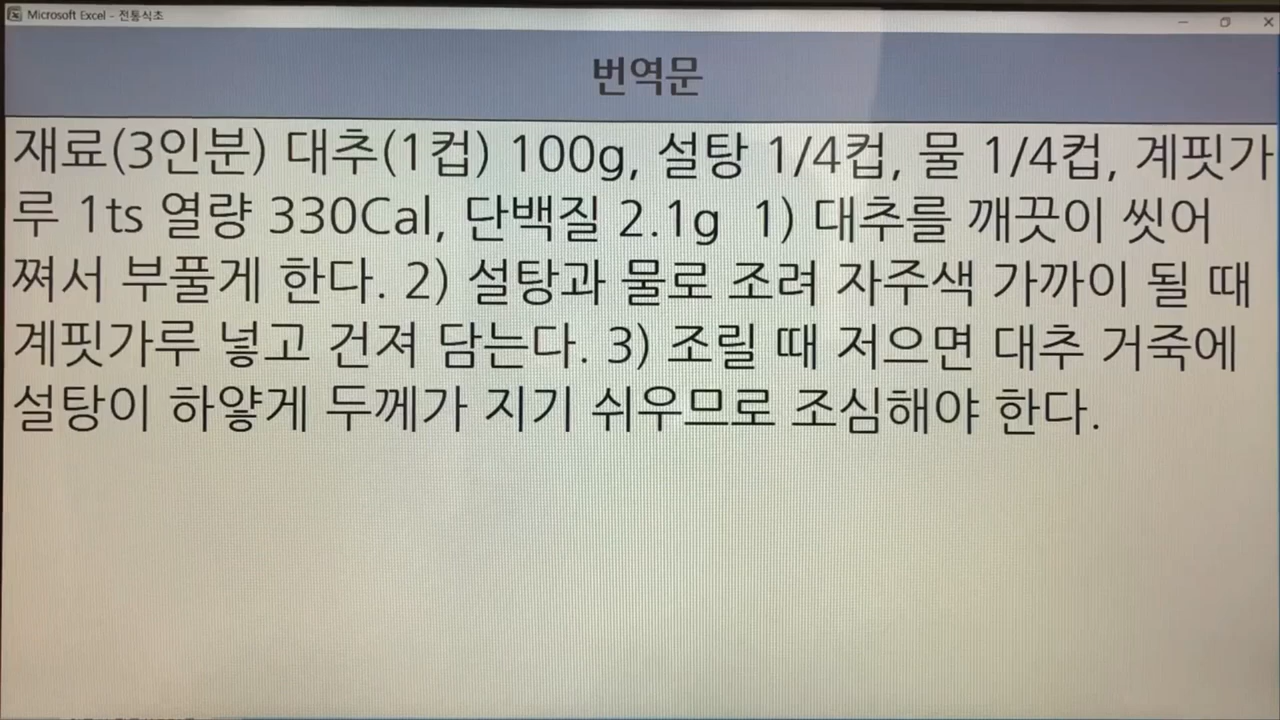 Microsoft Excel - 전통식초
번역문
재료(3인분) 대추(1컵) 100g, 설탕 1/4컵, 물 1/4컵, 계핏가
루 1ts 열량 330Cal, 단백질 2.1g 1) 대추를 깨끗이 씻어
쪄서 부풀게 한다. 2) 설탕과 물로 조려 자주색 가까이 될 때
계핏가루 넣고 건져 담는다. 3) 조릴 때 저으면 대추 거죽에
설탕이 하얗게 두께가 지기 쉬우므로 조심해야 한다.